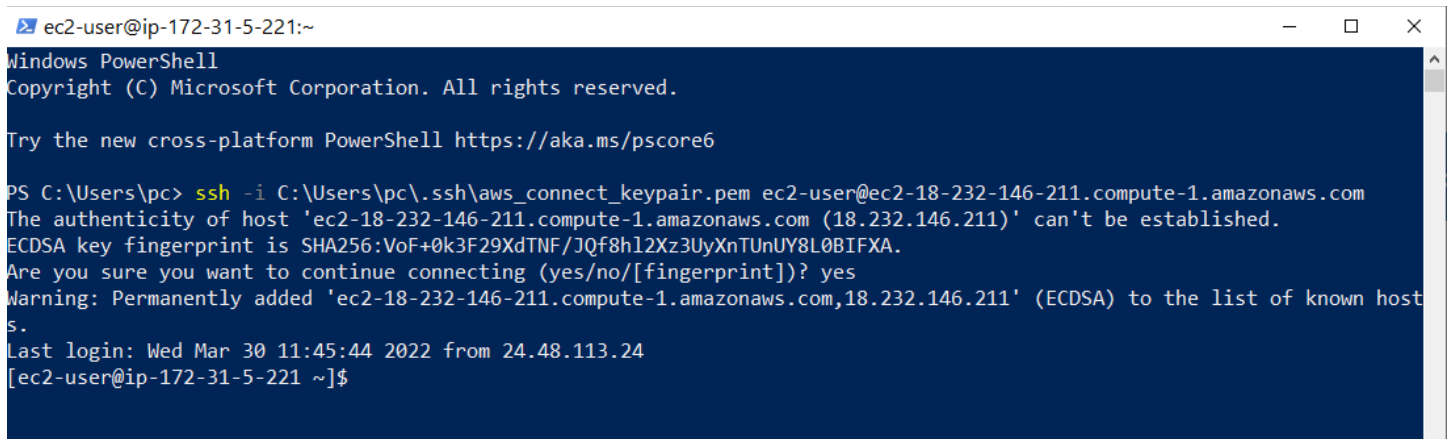 ec2-user@ip-172-31-5-221:~
Windows PowerShell
Copyright (C) Microsoft Corporation. All rights reserved.
Try the new cross-platform PowerShell https://aka.ms/pscore6
PS C:\Users\pc> ssh -i C:\Users\pc\.ssh\aws_connect_keypair.pem ec2-user@ec2-18-232-146-211.compute-1.amazonaws.com
The authenticity of host 'ec2-18-232-146-211.compute-1.amazonaws.com (18.232.146.211)' can't be established.
ECDSA key fingerprint is SHA256:VoF+0k3F29XdTNF/JQf8hl2Xz3UyXnTUnUY8L0BIFXA.
Are you sure you want to continue connecting (yes/no/[fingerprint])? yes
Warning: Permanently added 'ec2-18-232-146-211.compute-1.amazonaws.com,18.232.146.211' (ECDSA) to the list of known host
s.
Last login: Wed Mar 30 11:45:44 2022 from 24.48.113.24
[ec2-user@ip-172-31-5-221 ~]$